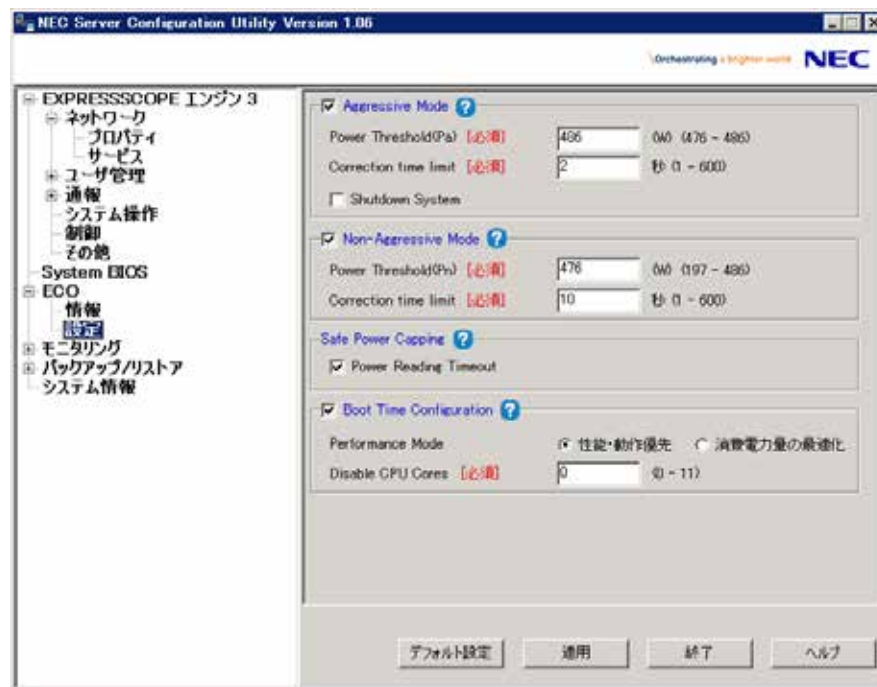 NEC Server Configuration Utility Version 1.06
Orchestrating a brighter world NEC
EXPRESSSCOPE エンジン 3
ネットワーク
プロパティ
サービス
ユーザ管理
通報
システム操作
制御
その他
System BIOS
ECO
情報
設定
モニタリング
バックアップ/リストア
システム情報
Aggressive Mode ?
Power Threshold(Pa) [必須] 486 (W) (476 - 486)
Correction time limit [必須] 2 秒 (1 - 600)
Shutdown System
Non-Aggressive Mode ?
Power Threshold(Pn) [必須] 476 (W) (197 - 486)
Correction time limit [必須] 10 秒 (1 - 600)
Safe Power Capping ?
Power Reading Timeout
Boot Time Configuration ?
Performance Mode 性能・動作優先 消費電力量の最適化
Disable CPU Cores [必須] 0 (0 - 11)
デフォルト設定 適用 終了 ヘルプ